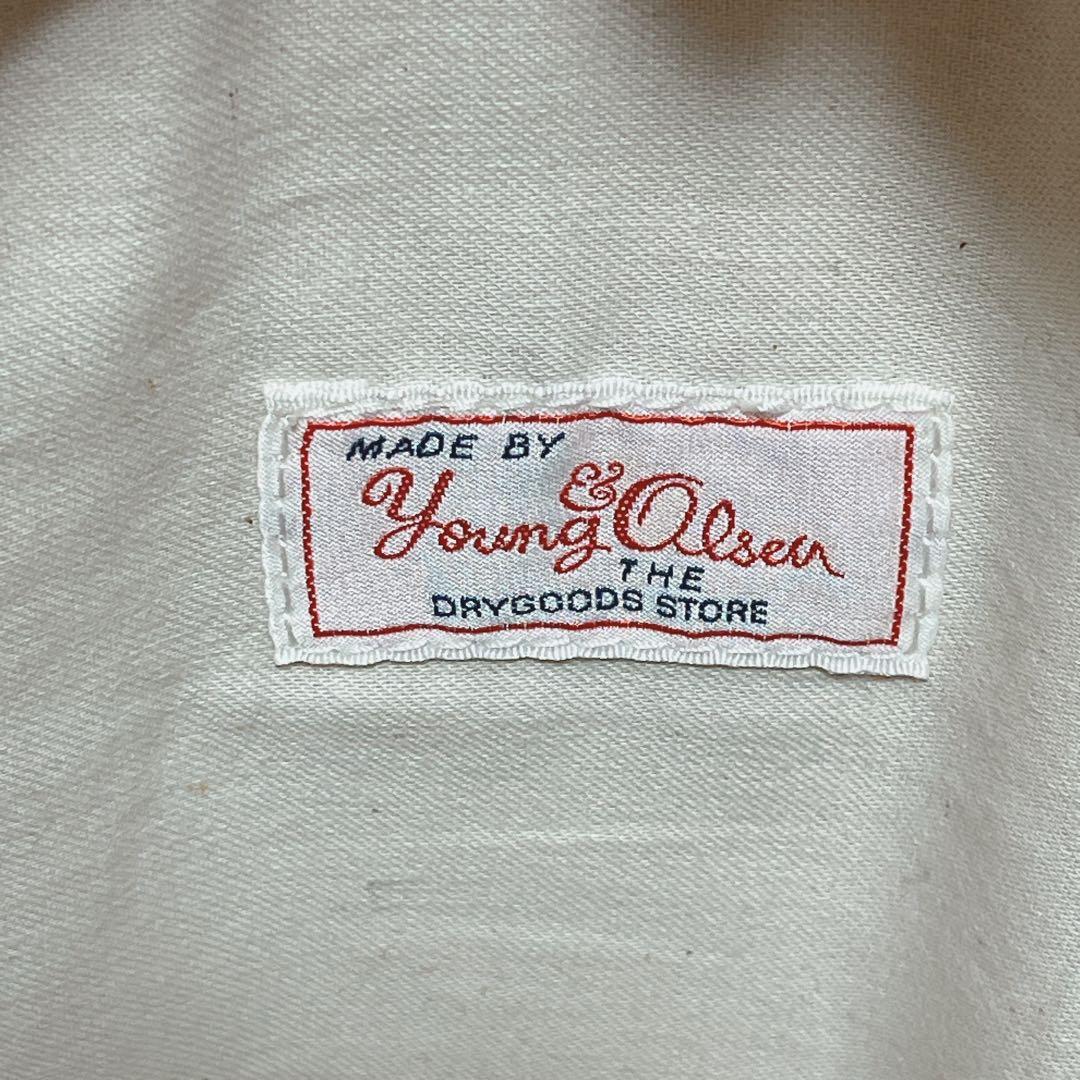 MADE BY
Young & Olsen
THE
DRYGOODS STORE